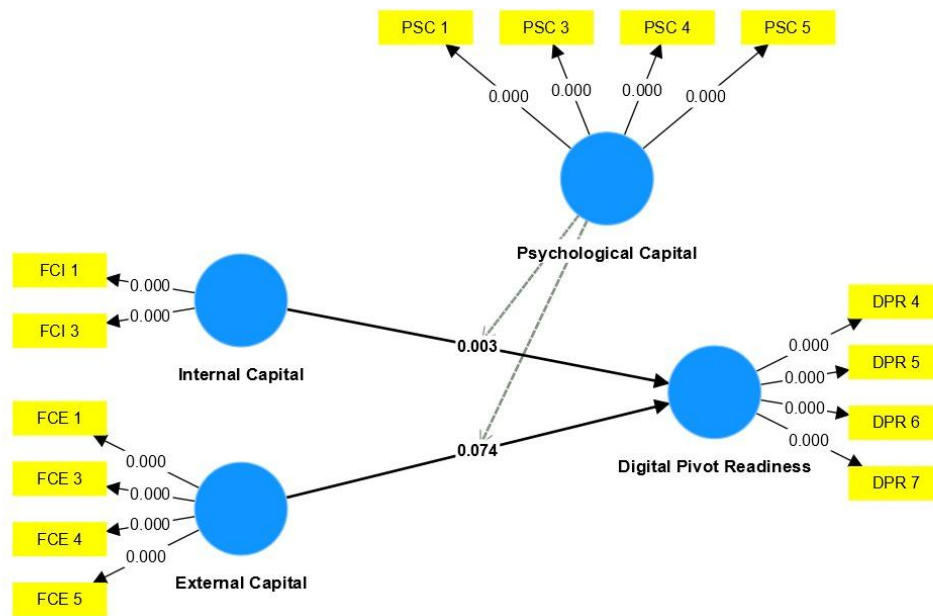 PSC 1 PSC 3 PSC 4 PSC 5
0.000 0.000 0.000 0.000
Psychological Capital
FCI 1
0.000
FCI 3
0.000
Internal Capital
0.003
FCE 1
0.000
FCE 3
0.000
FCE 4
0.000
FCE 5
0.000
External Capital
0.074
DPR 4
0.000
DPR 5
0.000
DPR 6
0.000
DPR 7
0.000
Digital Pivot Readiness